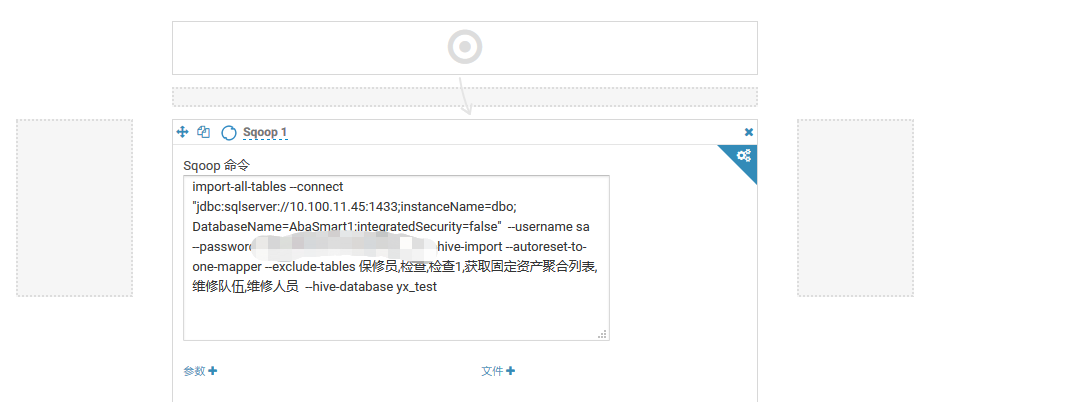 Sqoop 1
Sqoop 命令
import-all-tables --connect
"jdbc:sqlserver://10.100.11.45:1433;instanceName=dbo;
DatabaseName=AbaSmart1;integratedSecurity=false" --username sa
--password hive-import --autoreset-to-
one-mapper --exclude-tables 保修员,检查,检查1,获取固定资产聚合列表,
维修队伍,维修人员 --hive-database yx_test
参数 文件